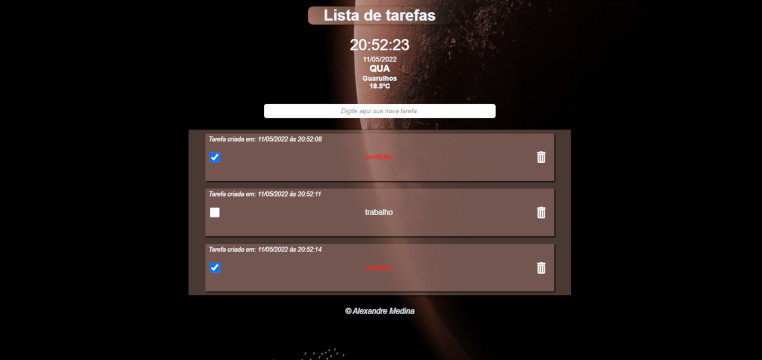 Lista de tarefas
20:52:23
11/05/2022
QUA
Guarulhos
18.5°C
Digite aqui sua nova tarefa
Tarefa criada em: 11/05/2022 às 20:52:08
Tarefa criada em: 11/05/2022 às 20:52:11
trabalho
Tarefa criada em: 11/05/2022 às 20:52:14
© Alexandre Medina